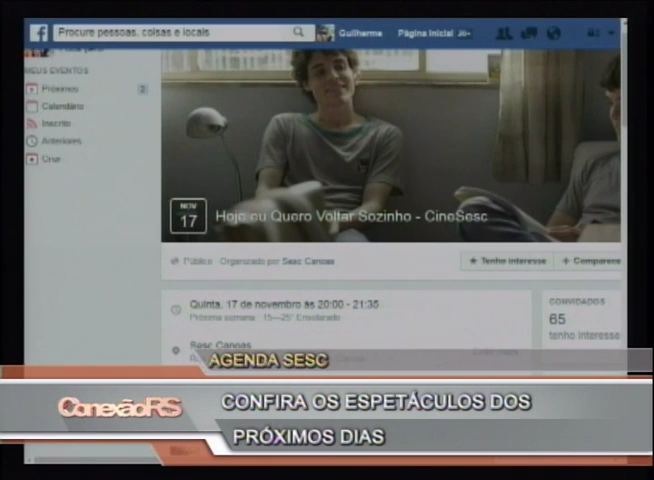 Procure pessoas, coisas e locais
Guilherme
Página inicial
MEUS EVENTOS
Próximos 2
Calendário
Inscrito
Anteriores
Criar
NOV
17
Hoje eu Quero Voltar Sozinho - CineSesc
Público · Organizado por Sesc Canoas
Tenho interesse
+ Comparece
Quinta, 17 de novembro às 20:00 - 21:35
Próxima semana · 15—25° Ensolarado
Sesc Canoas
CONVIDADOS
65
tenho interesse
AGENDA SESC
ConexãoRS
CONFIRA OS ESPETÁCULOS DOS
PRÓXIMOS DIAS